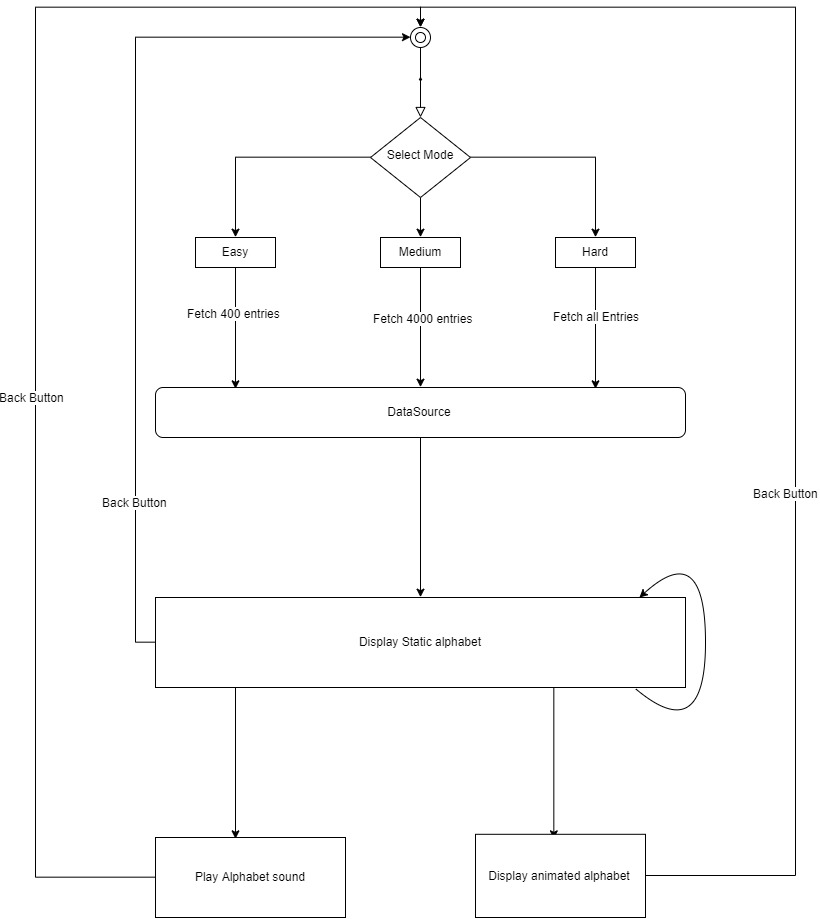 Select Mode
Easy
Medium
Hard
Fetch 400 entries
Fetch 4000 entries
Fetch all Entries
Back Button
DataSource
Back Button
Back Button
Display Static alphabet
Play Alphabet sound
Display animated alphabet